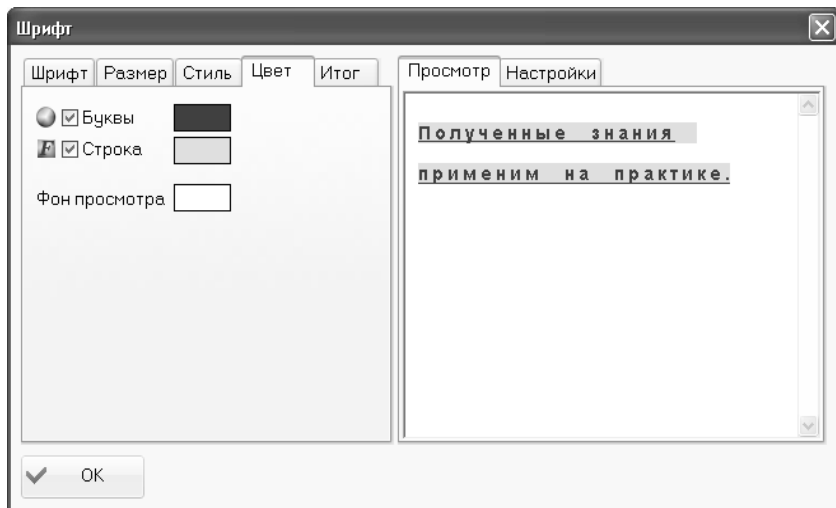 Шрифт
Шрифт Размер Стиль Цвет Итог
Просмотр Настройки
Буквы
Строка
Фон просмотра
Полученные знания
применим на практике.
OK